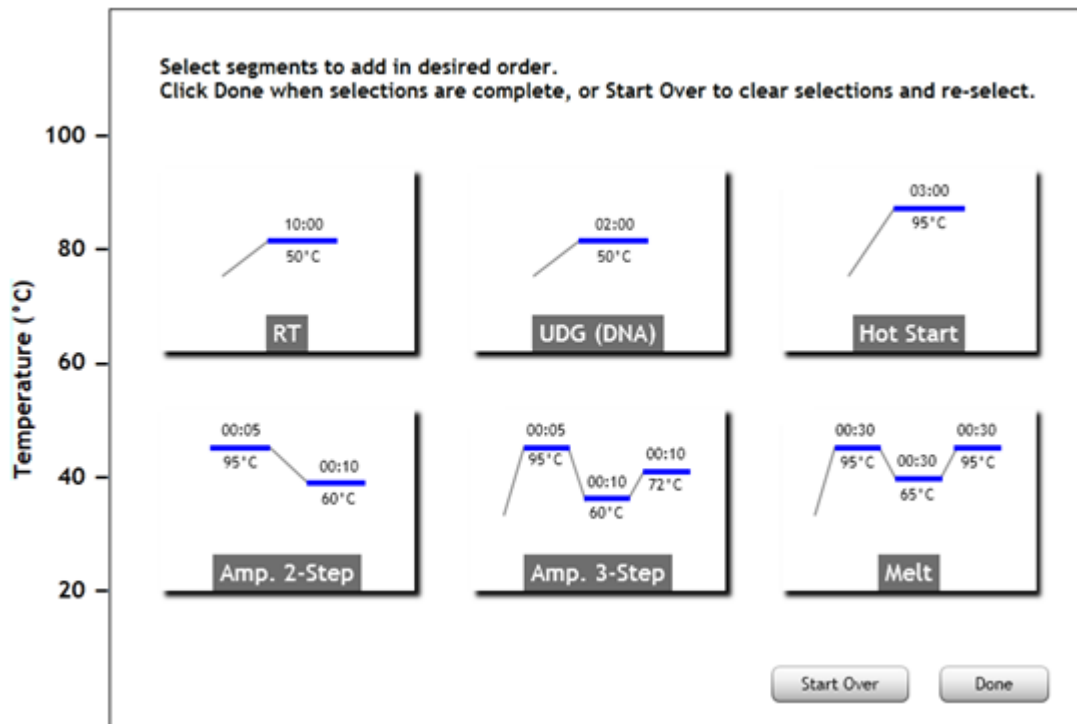 Select segments to add in desired order.
Click Done when selections are complete, or Start Over to clear selections and re-select.
Temperature (°C)
100
80
60
40
20
10:00
50°C
RT
02:00
50°C
UDG (DNA)
03:00
95°C
Hot Start
00:05
95°C
00:10
60°C
Amp. 2-Step
00:05
95°C
00:10
60°C
00:10
72°C
Amp. 3-Step
00:30
95°C
00:30
65°C
00:30
95°C
Melt
Start Over
Done